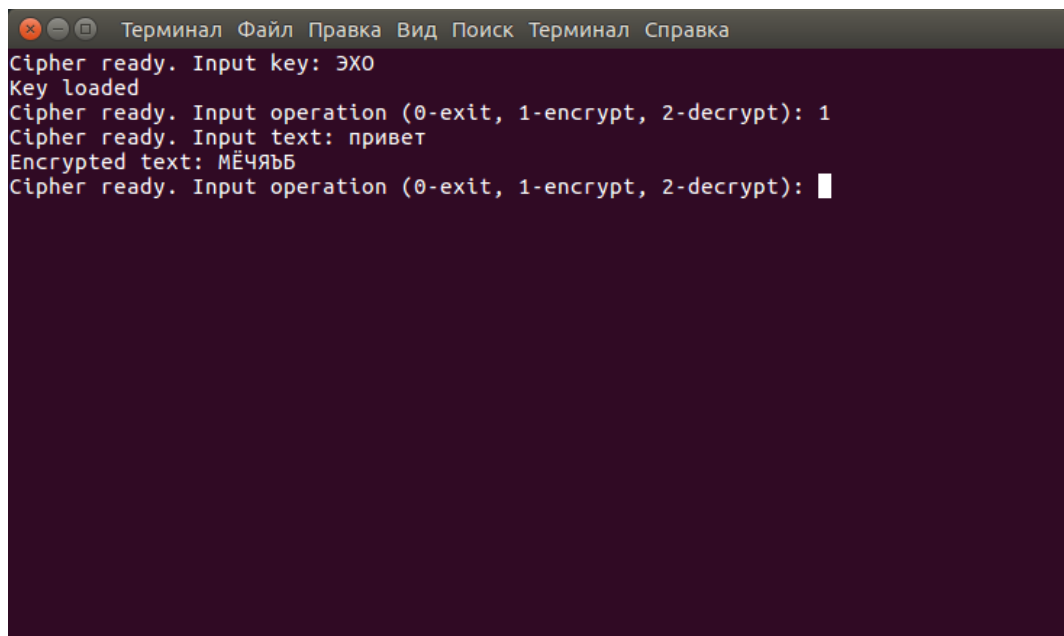 Терминал Файл Правка Вид Поиск Терминал Справка
Cipher ready. Input key: ЭХО
Key loaded
Cipher ready. Input operation (0-exit, 1-encrypt, 2-decrypt): 1
Cipher ready. Input text: привет
Encrypted text: МЁЧЯЪБ
Cipher ready. Input operation (0-exit, 1-encrypt, 2-decrypt):